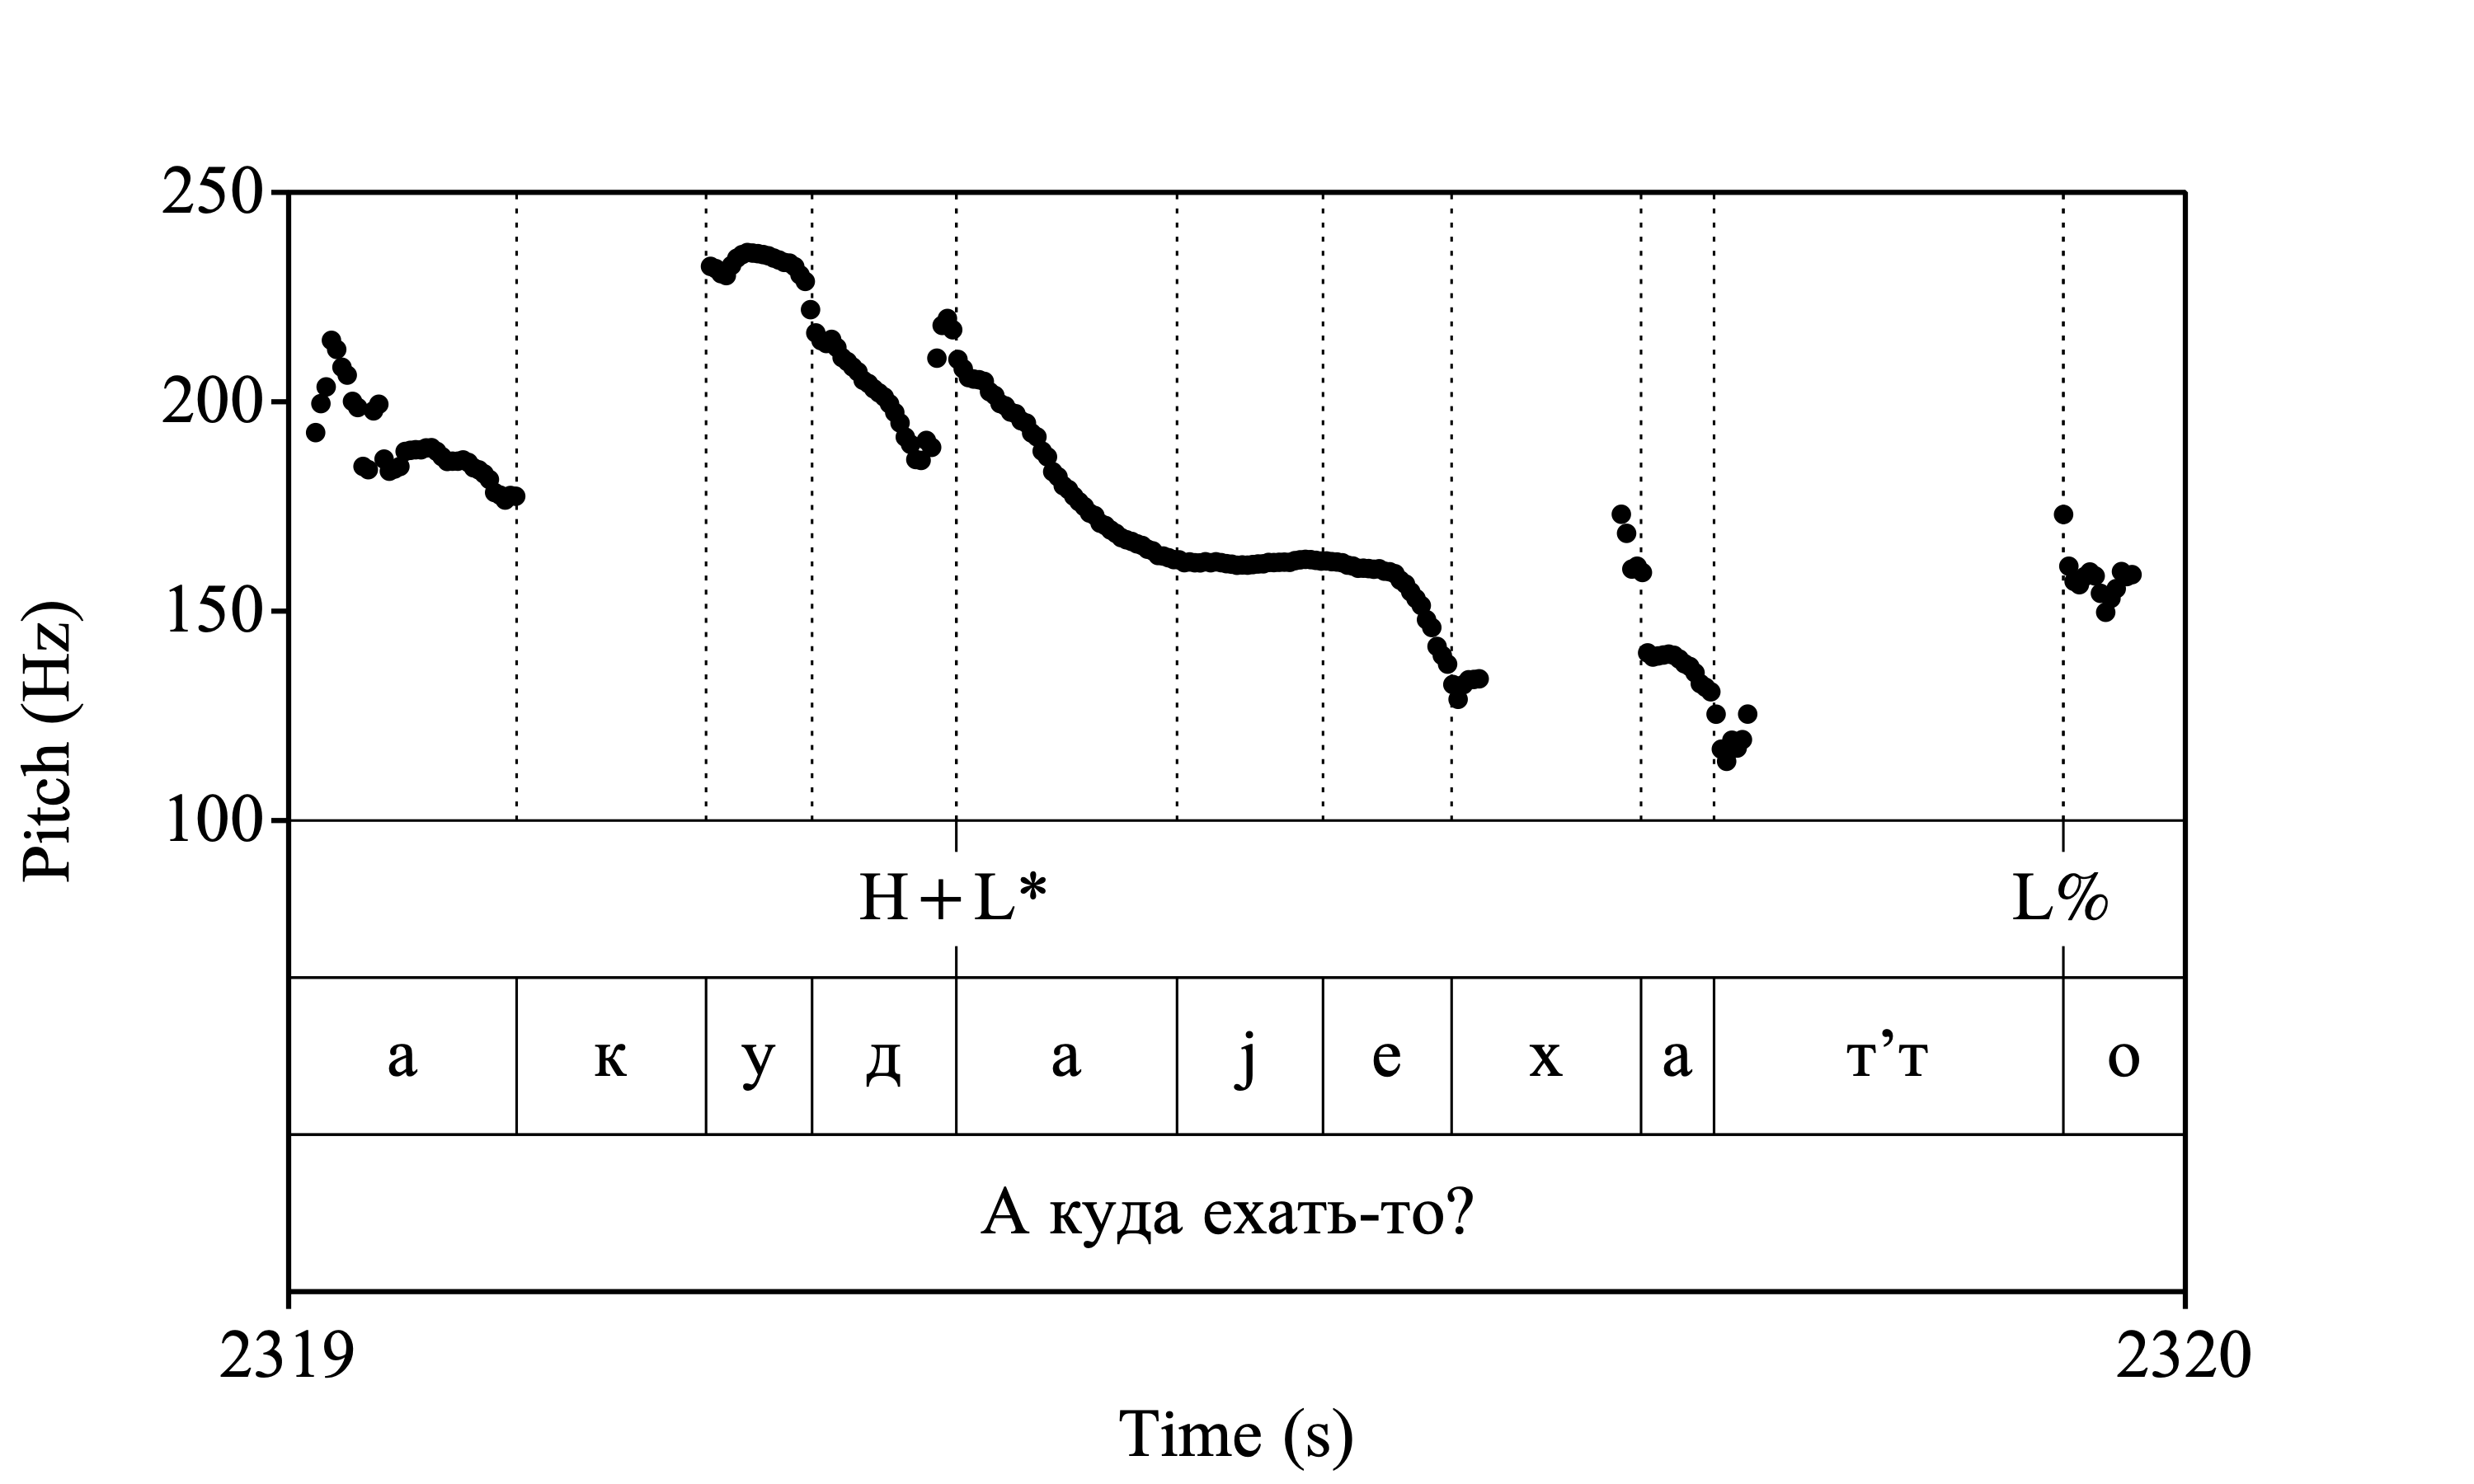 250
200
150
100
Pitch (Hz)
H+L* L%
а к у д а j е х а т’т о
А куда ехать-то?
2319 2320
Time (s)